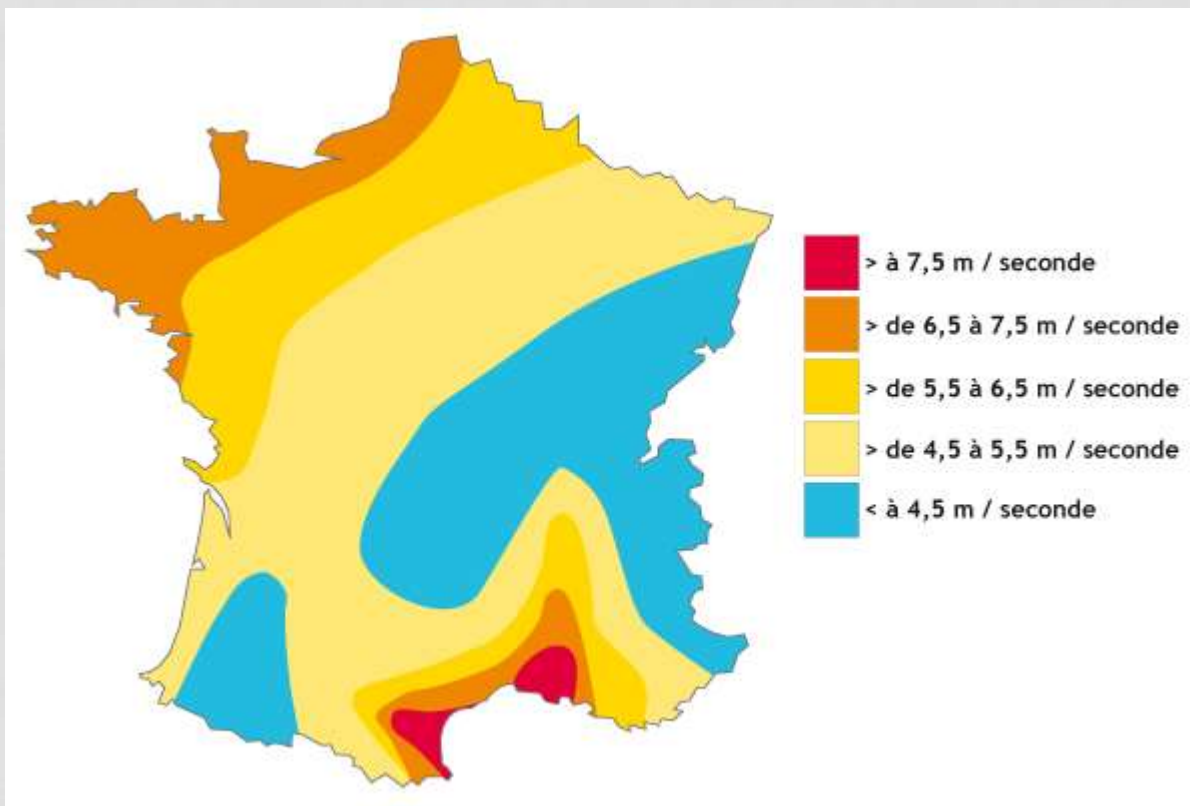 > à 7,5 m / seconde
> de 6,5 à 7,5 m / seconde
> de 5,5 à 6,5 m / seconde
> de 4,5 à 5,5 m / seconde
< à 4,5 m / seconde